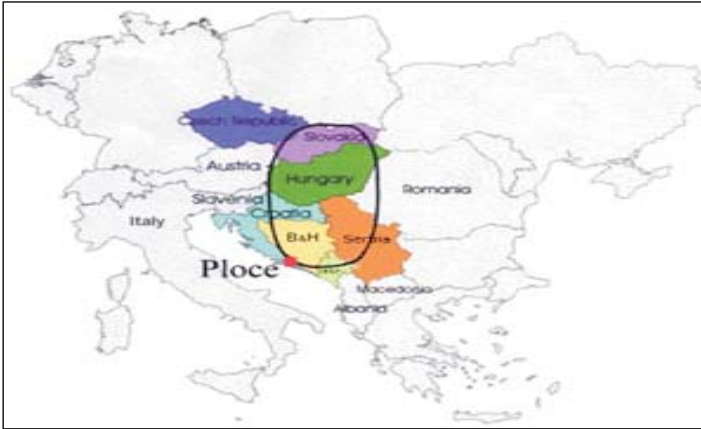 Czech Republic
Slovakia
Austria
Hungary
Slovenia
Romania
Croatia
Italy
B&H
Serbia
Ploce
Macedonia
Albania